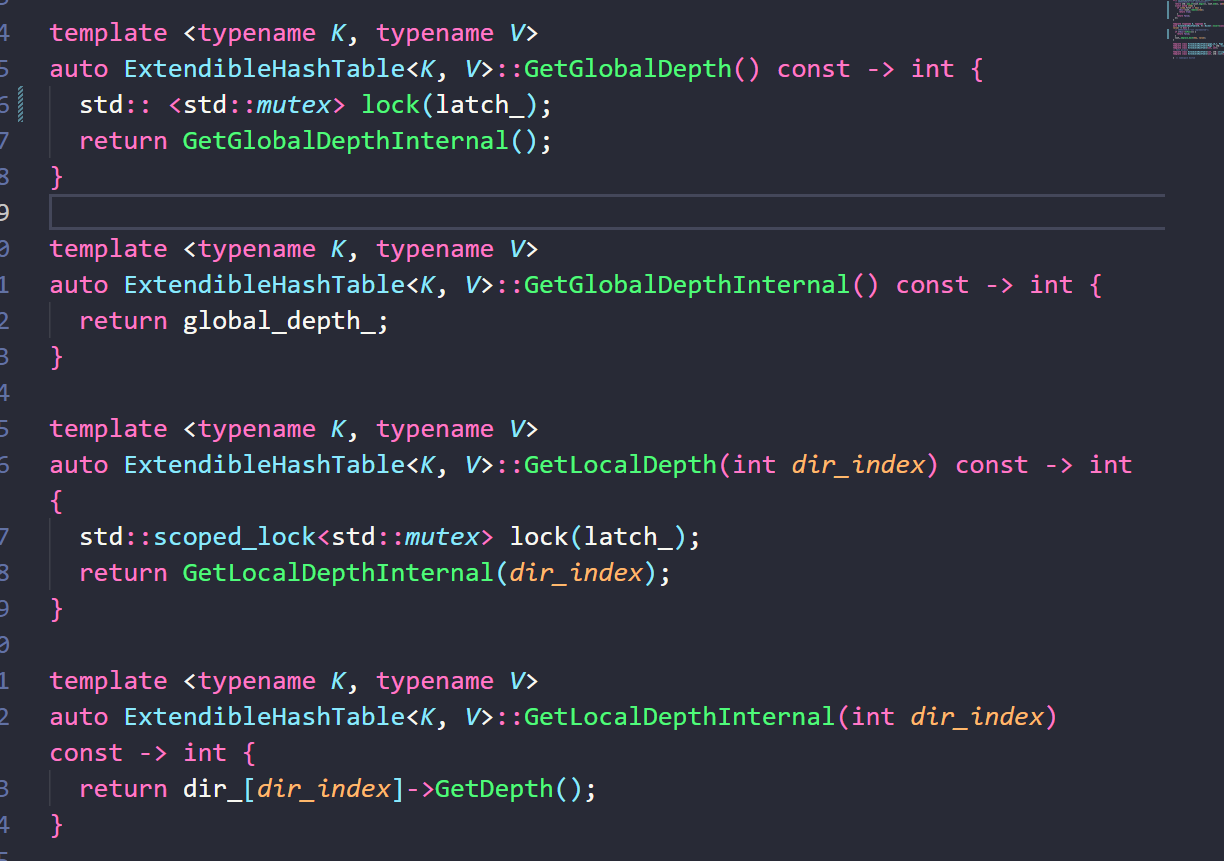 4 template <typename K, typename V>
5 auto ExtendibleHashTable<K, V>::GetGlobalDepth() const -> int {
6 std:: <std::mutex> lock(latch_);
7 return GetGlobalDepthInternal();
8 }
9
0 template <typename K, typename V>
1 auto ExtendibleHashTable<K, V>::GetGlobalDepthInternal() const -> int {
2 return global_depth_;
3 }
4
5 template <typename K, typename V>
6 auto ExtendibleHashTable<K, V>::GetLocalDepth(int dir_index) const -> int
{
7 std::scoped_lock<std::mutex> lock(latch_);
8 return GetLocalDepthInternal(dir_index);
9 }
0
1 template <typename K, typename V>
2 auto ExtendibleHashTable<K, V>::GetLocalDepthInternal(int dir_index)
const -> int {
3 return dir_[dir_index]->GetDepth();
4 }